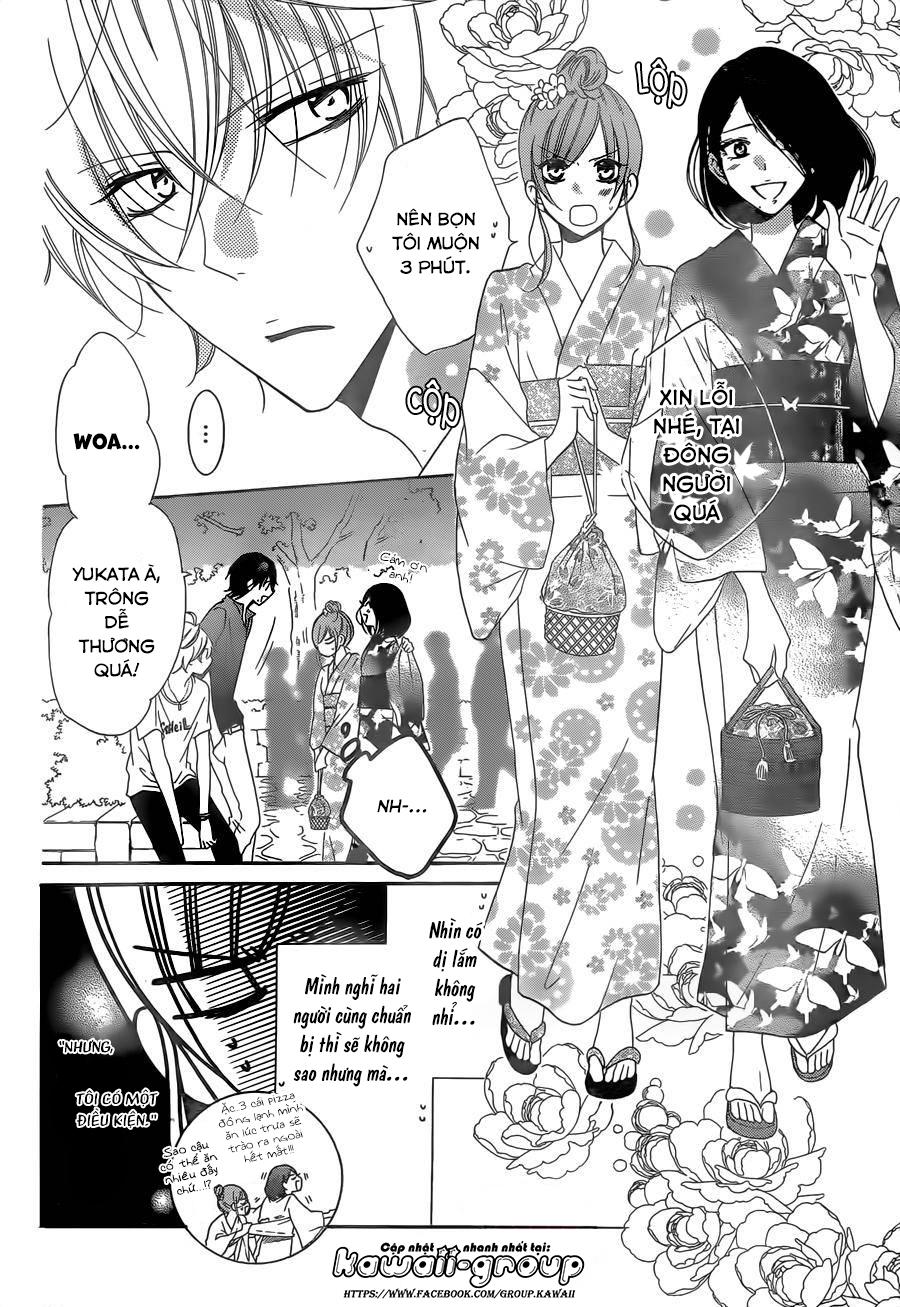 LỘP
NÊN BỌN
TÔI MUỘN
3 PHÚT.
CỘP
XIN LỖI
NHÉ, TẠI
ĐÔNG
NGƯỜI
QUÁ
...
WOA...
YUKATA À,
TRÔNG
DỄ
THƯƠNG
QUÁ!
Cảm ơn
anh!
NH-...
Nhìn có
dị lắm
không
nhỉ...
Mình nghĩ hai
người cùng chuẩn
bị thì sẽ không
sao nhưng mà...
"NHƯNG,
TÔI CÓ MỘT
ĐIỀU KIỆN."
Ặc.3 cái pizza
đông lạnh mình
ăn lúc trưa sẽ
trào ra ngoài
hết mất!!!
Sao cậu
có thể ăn
nhiều đấy
chứ...!?
Cập nhật nhanh nhất tại:
kawaii-group
HTTPS://WWW.FACEBOOK.COM/GROUP.KAWAII